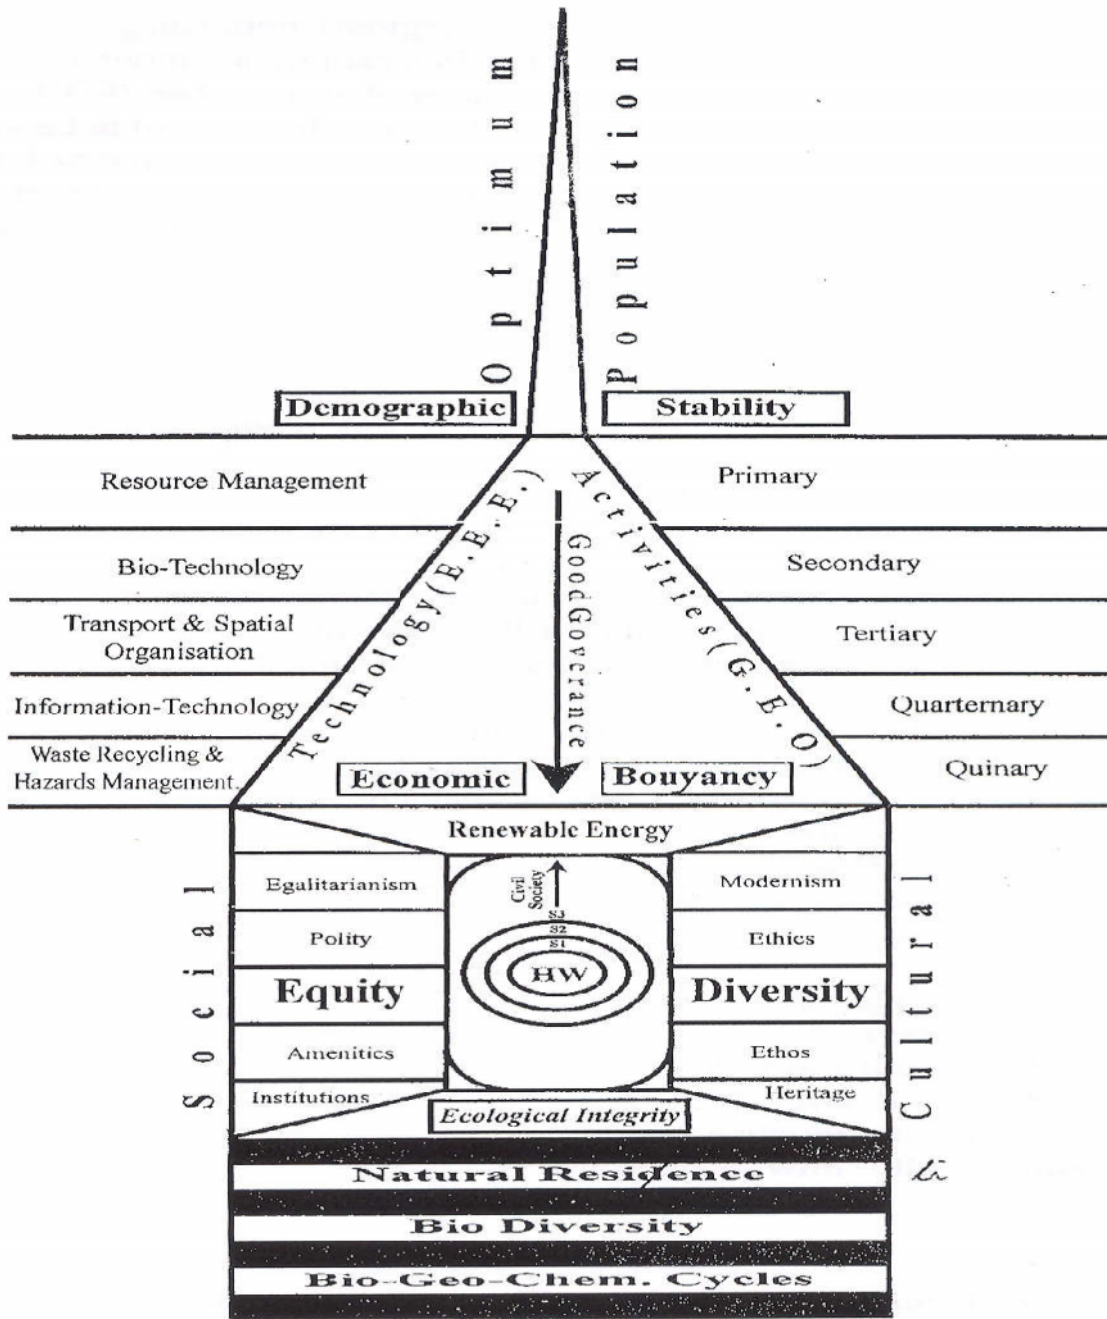 Optimum
Population
Demographic
Stability
Resource Management
Primary
Bio-Technology
Secondary
Transport & Spatial
Organisation
Tertiary
Information-Technology
Quarternary
Waste Recycling &
Hazards Management.
Quinary
Technology(E.E.E.)
Activities(G.E.O)
GoodGoverance
Economic
Bouyancy
Renewable Energy
Social
Cultural
Egalitarianism
Civil
Society
Modernism
Polity
S3
S2
S1
HW
Ethics
Equity
Diversity
Amenitics
Ethos
Institutions
Heritage
Ecological Integrity
Natural Residence
Bio Diversity
Bio-Geo-Chem. Cycles